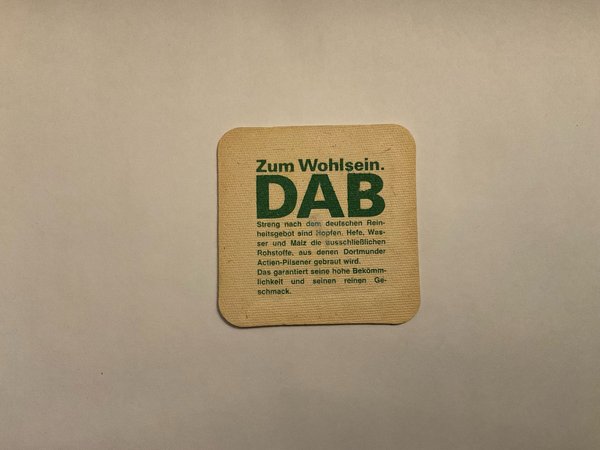 Zum Wohlsein.
DAB
Streng nach dem deutschen Rein-
heitsgebot sind Hopfen, Hefe, Was-
ser und Malz die ausschließlichen
Rohstoffe, aus denen Dortmunder
Actien-Pilsener gebraut wird.
Das garantiert seine hohe Bekömm-
lichkeit und seinen reinen Ge-
schmack.